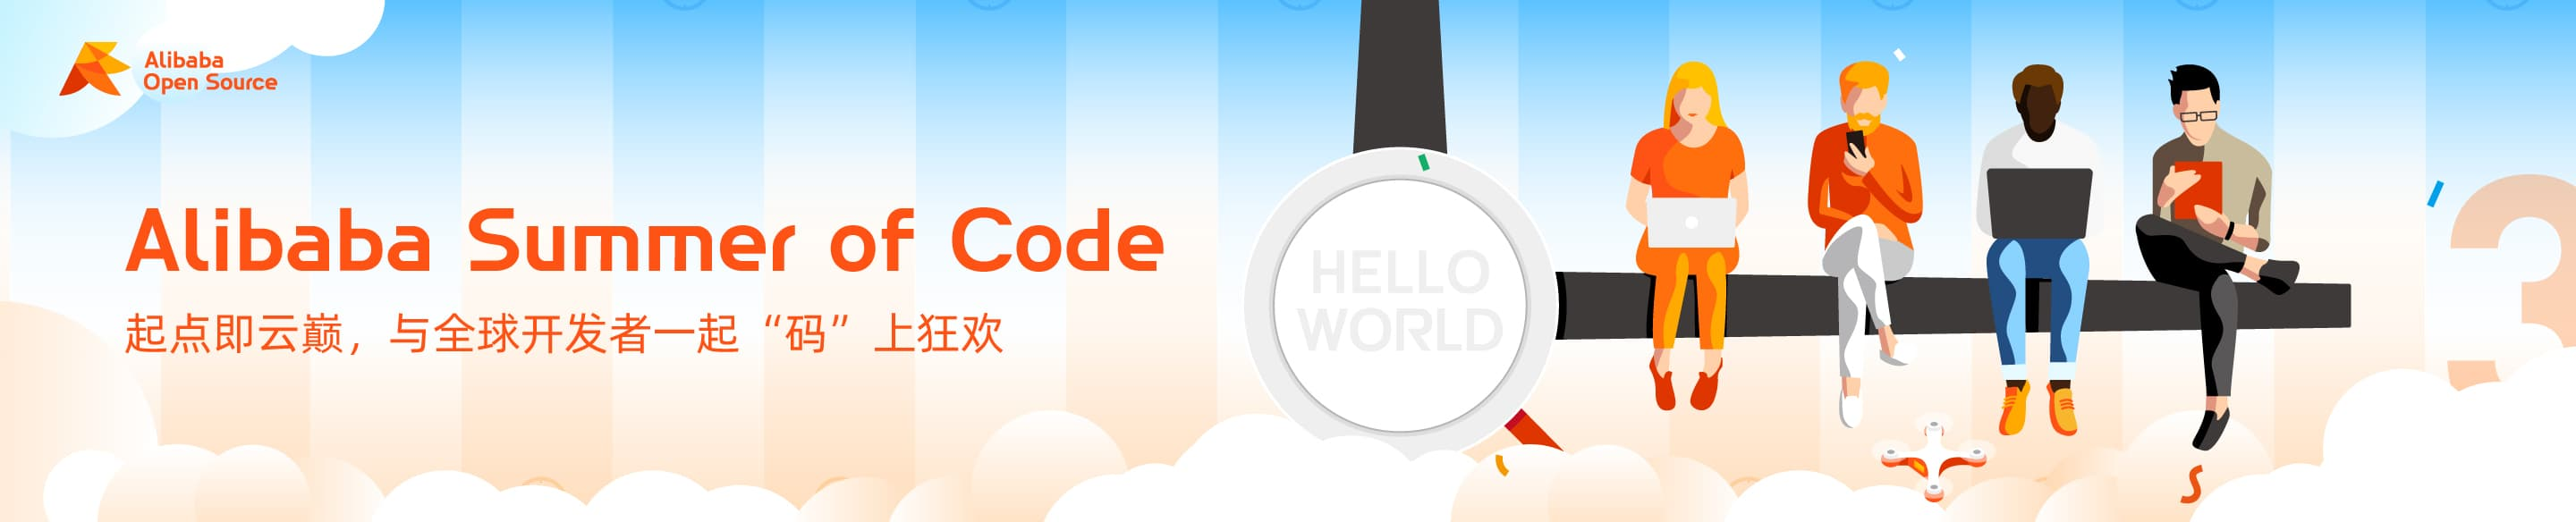 Alibaba
Open Source
Alibaba Summer of Code
起点即云巅，与全球开发者一起“码”上狂欢
HELLO
WORLD
3